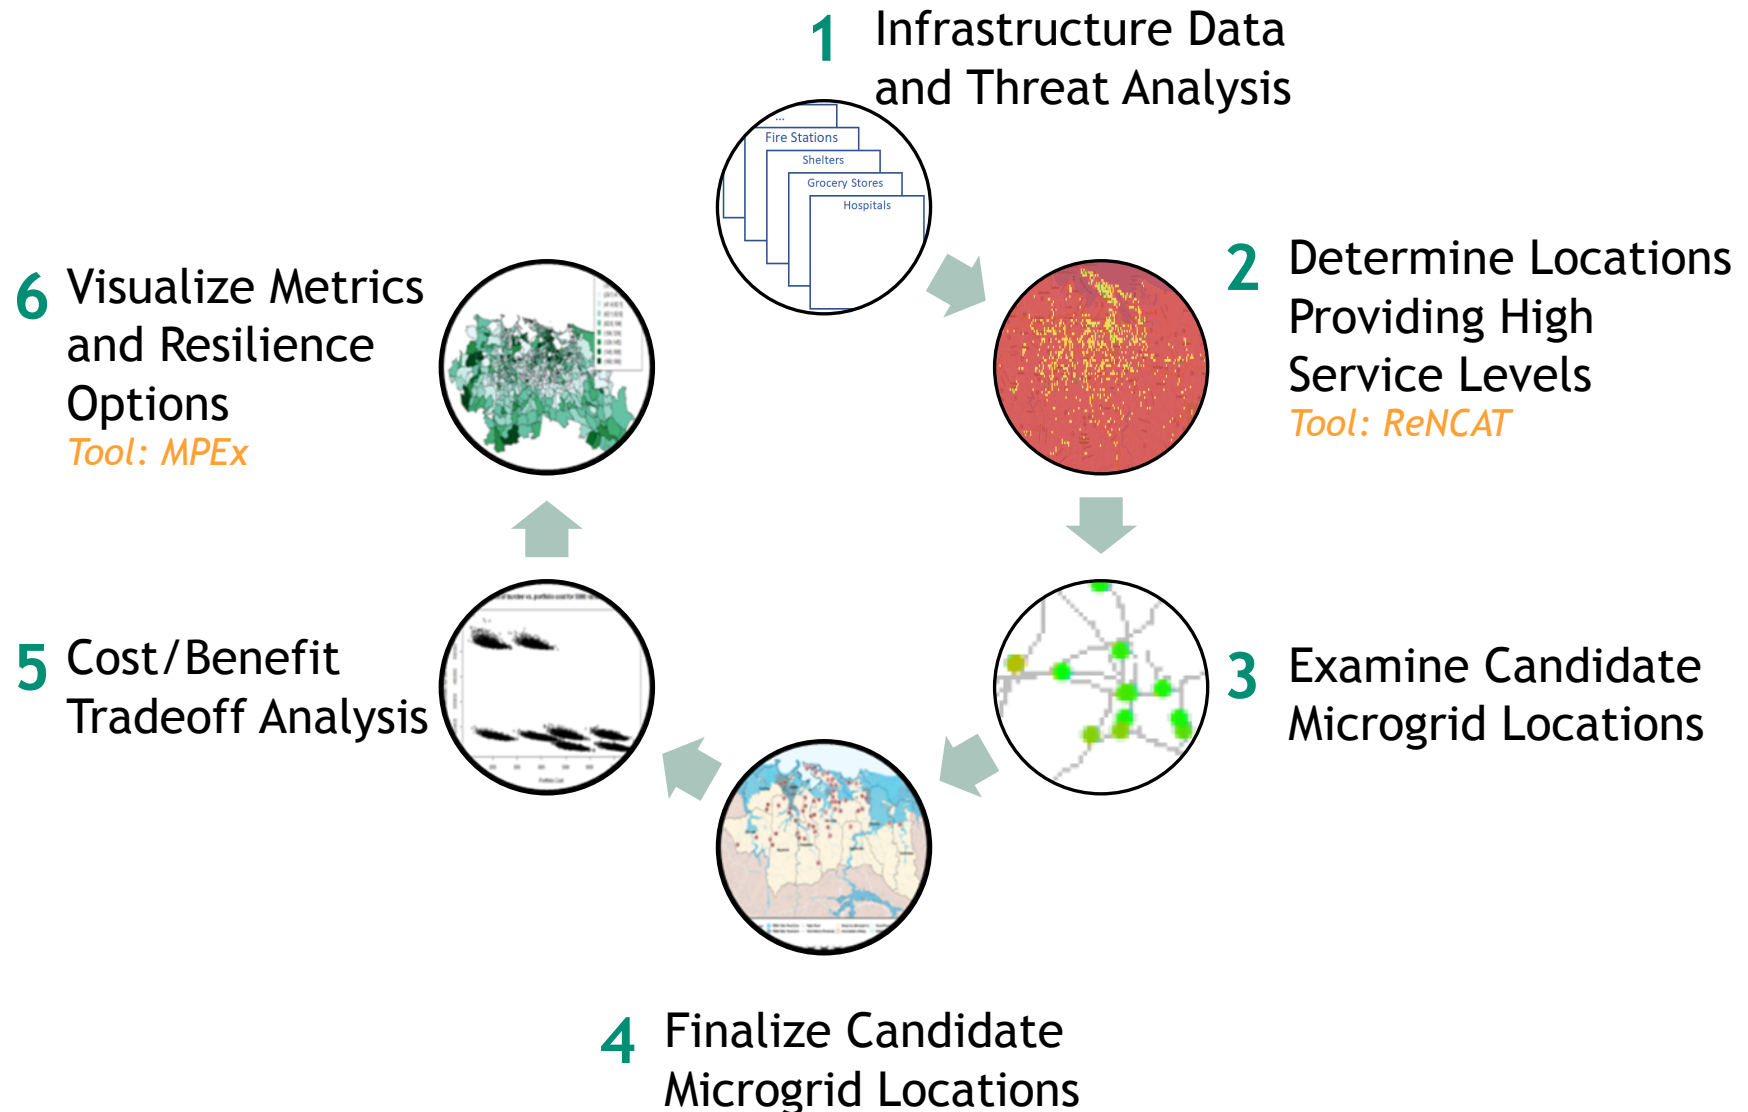 1 Infrastructure Data
and Threat Analysis
...
Fire Stations
Shelters
Grocery Stores
Hospitals
2 Determine Locations
Providing High
Service Levels
Tool: ReNCAT
3 Examine Candidate
Microgrid Locations
4 Finalize Candidate
Microgrid Locations
5 Cost/Benefit
Tradeoff Analysis
6 Visualize Metrics
and Resilience
Options
Tool: MPEx